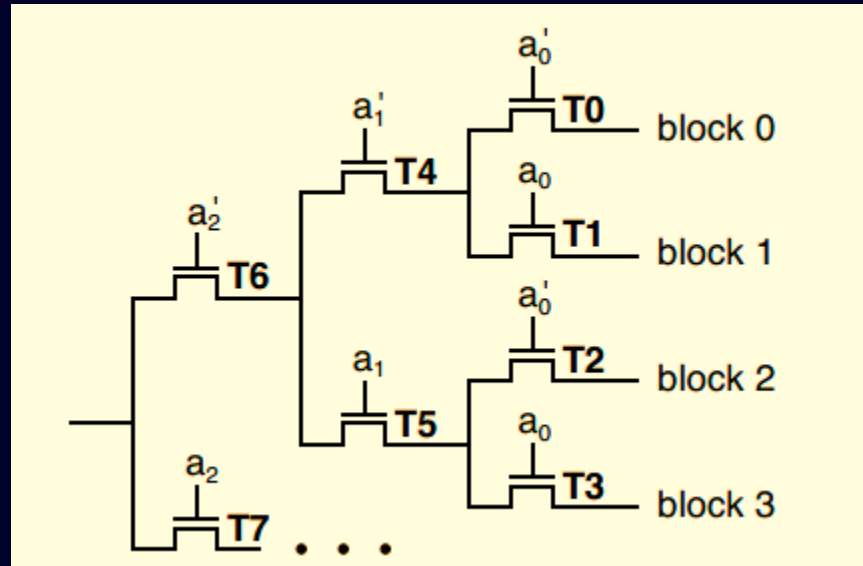 a₀'
T0
block 0
a₁'
T4
a₀
T1
block 1
a₂'
T6
a₀'
T2
block 2
a₁
T5
a₀
T3
block 3
a₂
T7
• • •